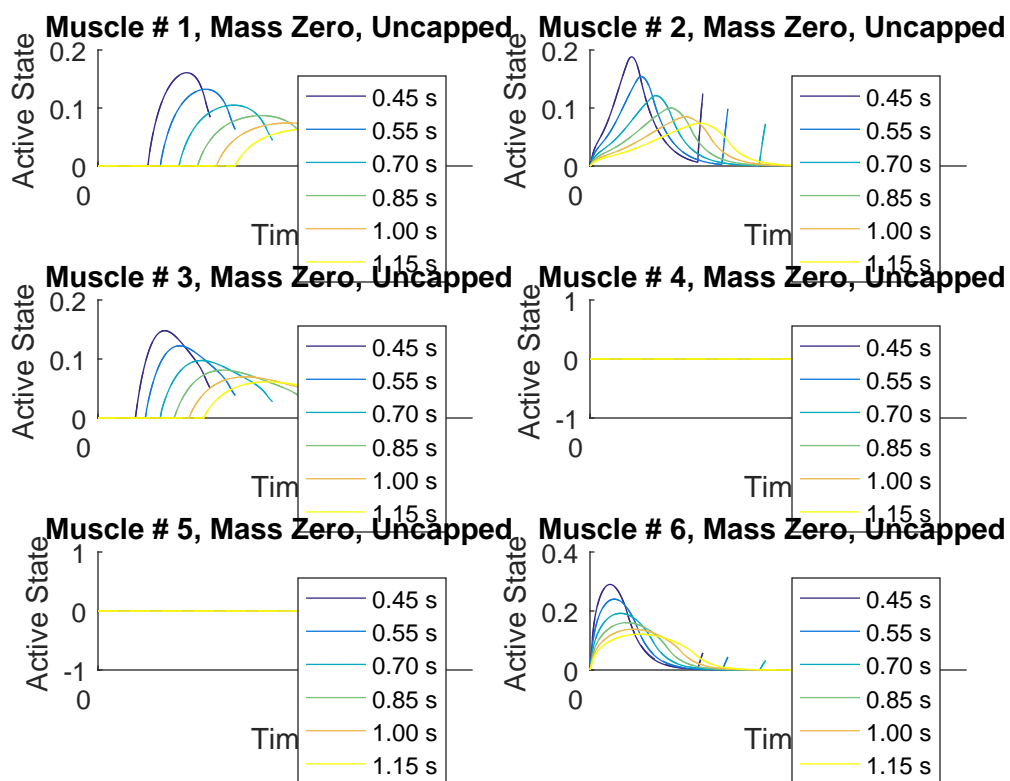 Muscle # 1, Mass Zero, Uncapped
Active State
0.2
0.1
0
0
Tim
0.45 s
0.55 s
0.70 s
0.85 s
1.00 s
1.15 s
Muscle # 2, Mass Zero, Uncapped
Active State
0.2
0.1
0
0
Tim
0.45 s
0.55 s
0.70 s
0.85 s
1.00 s
1.15 s
Muscle # 3, Mass Zero, Uncapped
Active State
0.2
0.1
0
0
Tim
0.45 s
0.55 s
0.70 s
0.85 s
1.00 s
1.15 s
Muscle # 4, Mass Zero, Uncapped
Active State
1
0
-1
0
Tim
0.45 s
0.55 s
0.70 s
0.85 s
1.00 s
1.15 s
Muscle # 5, Mass Zero, Uncapped
Active State
1
0
-1
0
Tim
0.45 s
0.55 s
0.70 s
0.85 s
1.00 s
1.15 s
Muscle # 6, Mass Zero, Uncapped
Active State
0.4
0.2
0
0
Tim
0.45 s
0.55 s
0.70 s
0.85 s
1.00 s
1.15 s